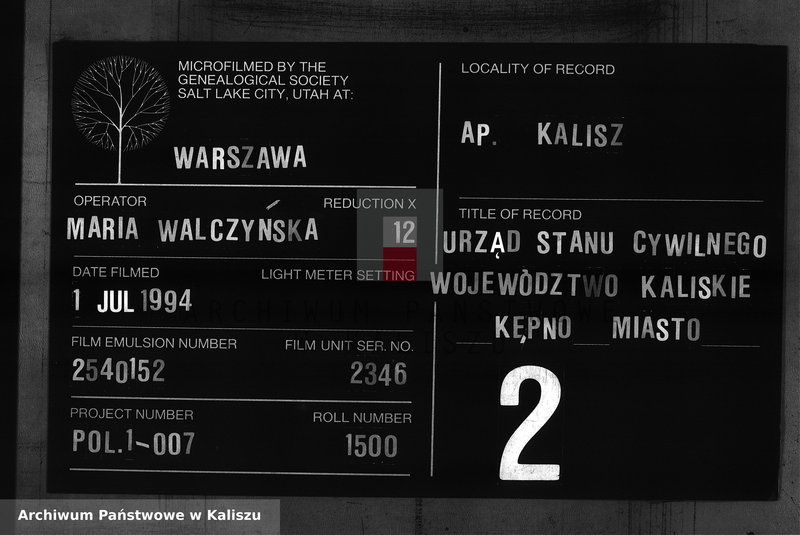 MICROFILMED BY THE
GENEALOGICAL SOCIETY
SALT LAKE CITY, UTAH AT:
WARSZAWA
OPERATOR
REDUCTION X
MARIA WALCZYŃSKA
12
DATE FILMED
LIGHT METER SETTING
1 JUL 1994
FILM EMULSION NUMBER
FILM UNIT SER. NO.
2540152
2346
PROJECT NUMBER
ROLL NUMBER
POL.1-007
1500
LOCALITY OF RECORD
AP. KALISZ
TITLE OF RECORD
URZĄD STANU CYWILNEGO
WOJEWÒDZTWO KALISKIE
KĘPNO MIASTO
2
ARCHIWUM PAŃSTWOWE
Archiwum Państwowe w Kaliszu